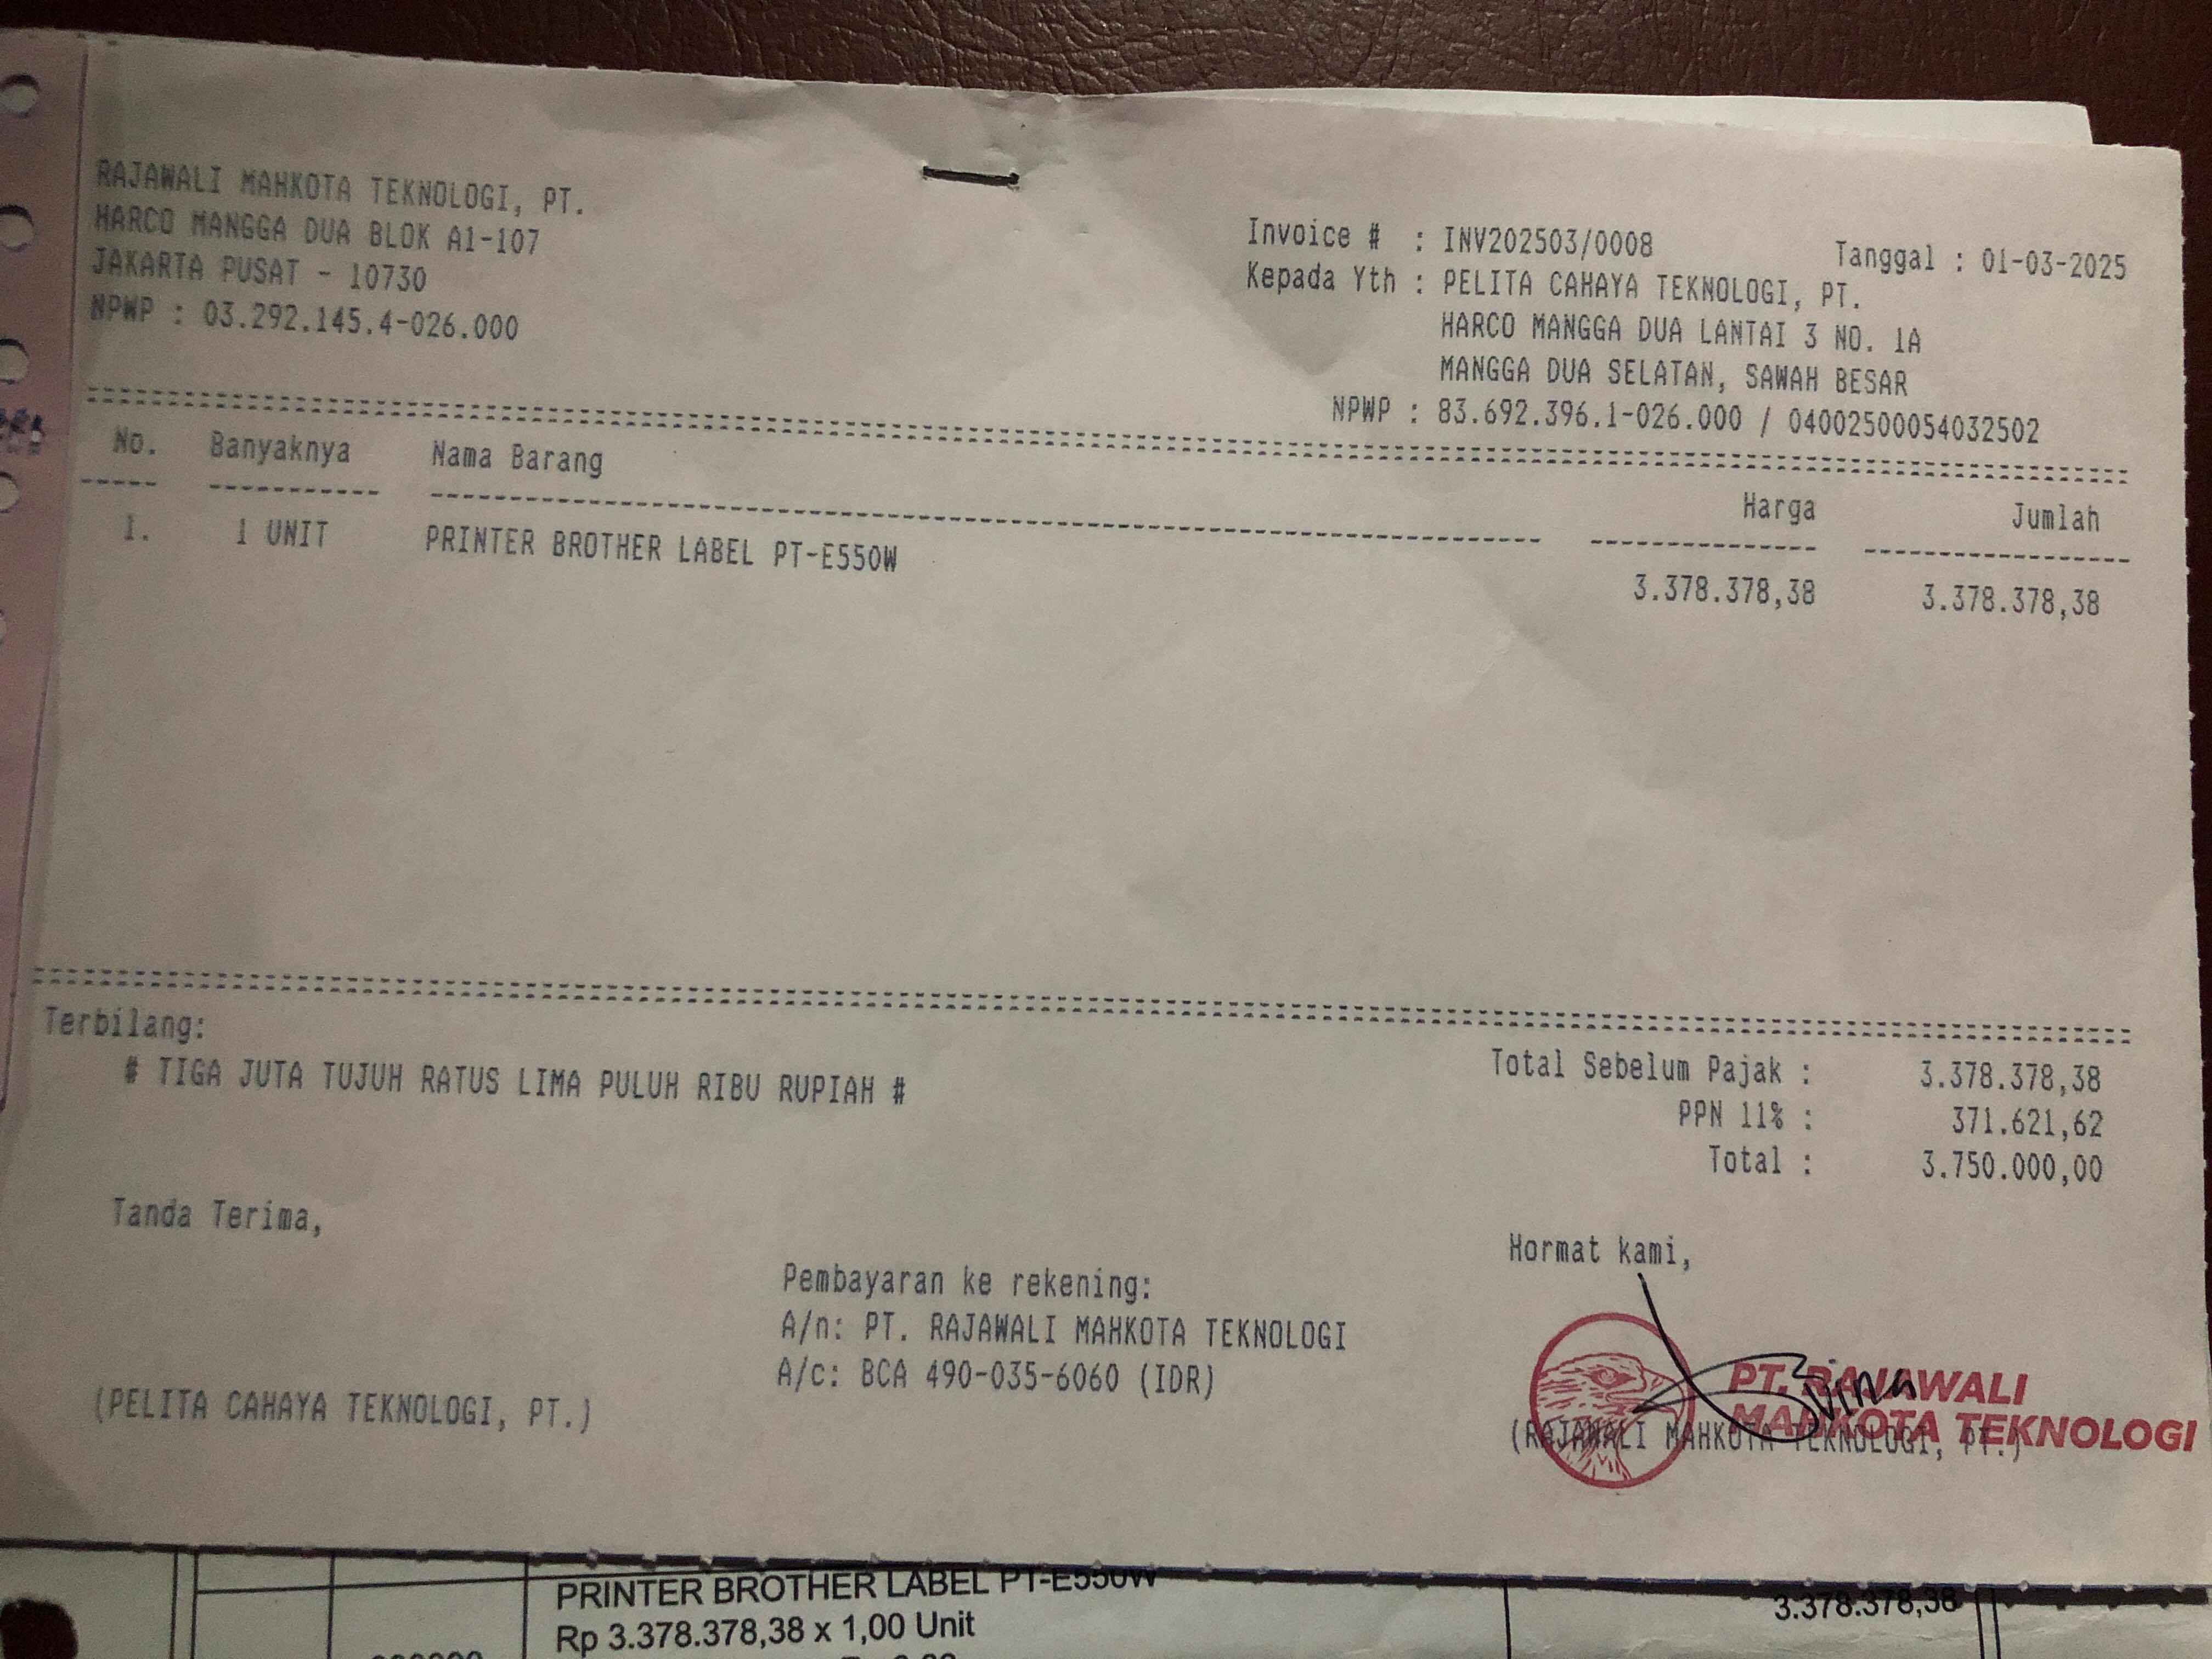 RAJAWALI MAHKOTA TEKNOLOGI, PT.
HARCO MANGGA DUA BLOK A1-107
JAKARTA PUSAT - 10730
NPWP : 03.292.145.4-026.000
Invoice # : INV202503/0008 Tanggal : 01-03-2025
Kepada Yth : PELITA CAHAYA TEKNOLOGI, PT.
HARCO MANGGA DUA LANTAI 3 NO. 1A
MANGGA DUA SELATAN, SAWAH BESAR
NPWP : 83.692.396.1-026.000 / 04002500054032502
No. Banyaknya Nama Barang Harga Jumlah
1. 1 UNIT PRINTER BROTHER LABEL PT-E550W 3.378.378,38 3.378.378,38
Terbilang:
# TIGA JUTA TUJUH RATUS LIMA PULUH RIBU RUPIAH #
Total Sebelum Pajak : 3.378.378,38
PPN 11% : 371.621,62
Total : 3.750.000,00
Tanda Terima,
(PELITA CAHAYA TEKNOLOGI, PT.)
Pembayaran ke rekening:
A/n: PT. RAJAWALI MAHKOTA TEKNOLOGI
A/c: BCA 490-035-6060 (IDR)
Hormat kami,
PT. RAJAWALI
MAHKOTA TEKNOLOGI
(RAJAWALI MAHKOTA TEKNOLOGI, PT.)
PRINTER BROTHER LABEL PT-E550W 3.378.378,38
Rp 3.378.378,38 x 1,00 Unit